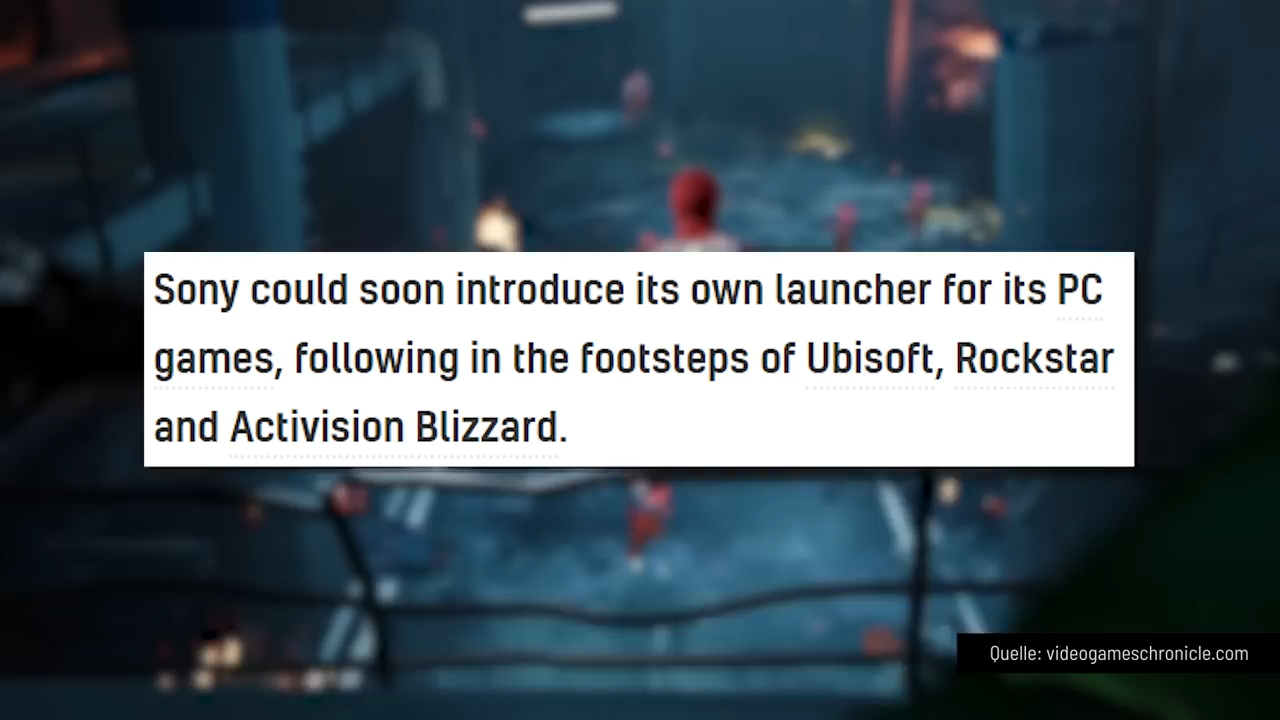 Sony could soon introduce its own launcher for its PC
games, following in the footsteps of Ubisoft, Rockstar
and Activision Blizzard.
Quelle: videogameschronicle.com